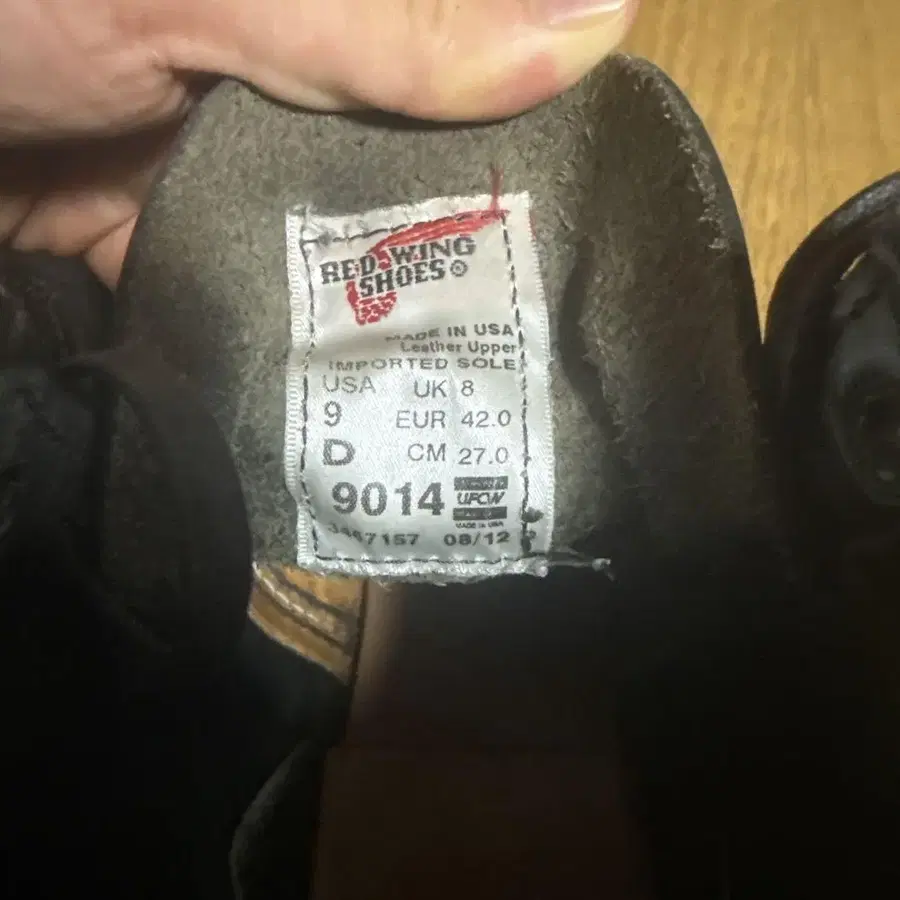 RED WING
SHOES®
MADE IN USA
Leather Upper
IMPORTED SOLE
USA UK 8
9 EUR 42.0
D CM 27.0
9014 UFCW
MADE IN USA
08/12